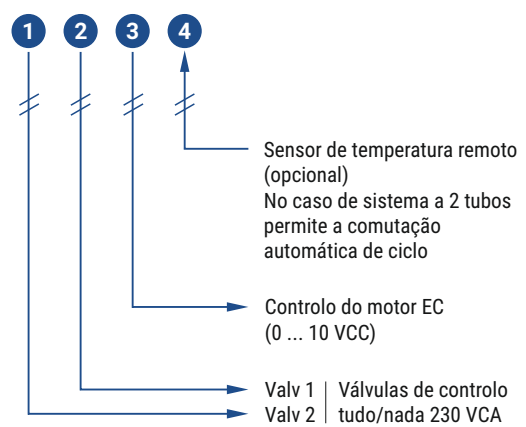 1 2 3 4
Sensor de temperatura remoto
(opcional)
No caso de sistema a 2 tubos
permite a comutação
automática de ciclo
Controlo do motor EC
(0 ... 10 VCC)
Valv 1 | Válvulas de controlo
Valv 2 | tudo/nada 230 VCA